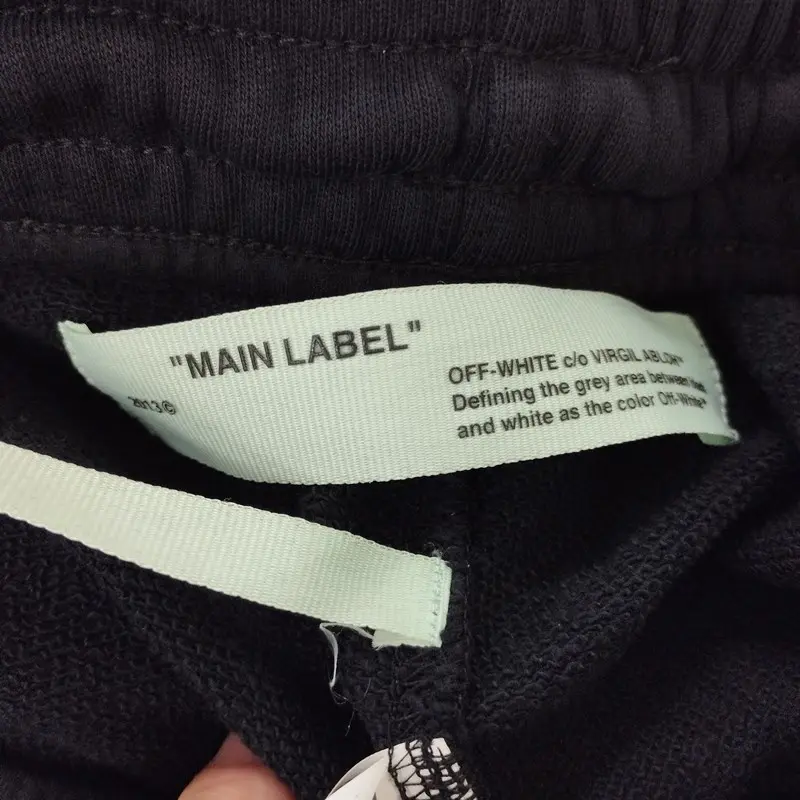 "MAIN LABEL"
2013©
OFF-WHITE c/o VIRGIL ABLOH™
Defining the grey area between
and white as the color Off-White™